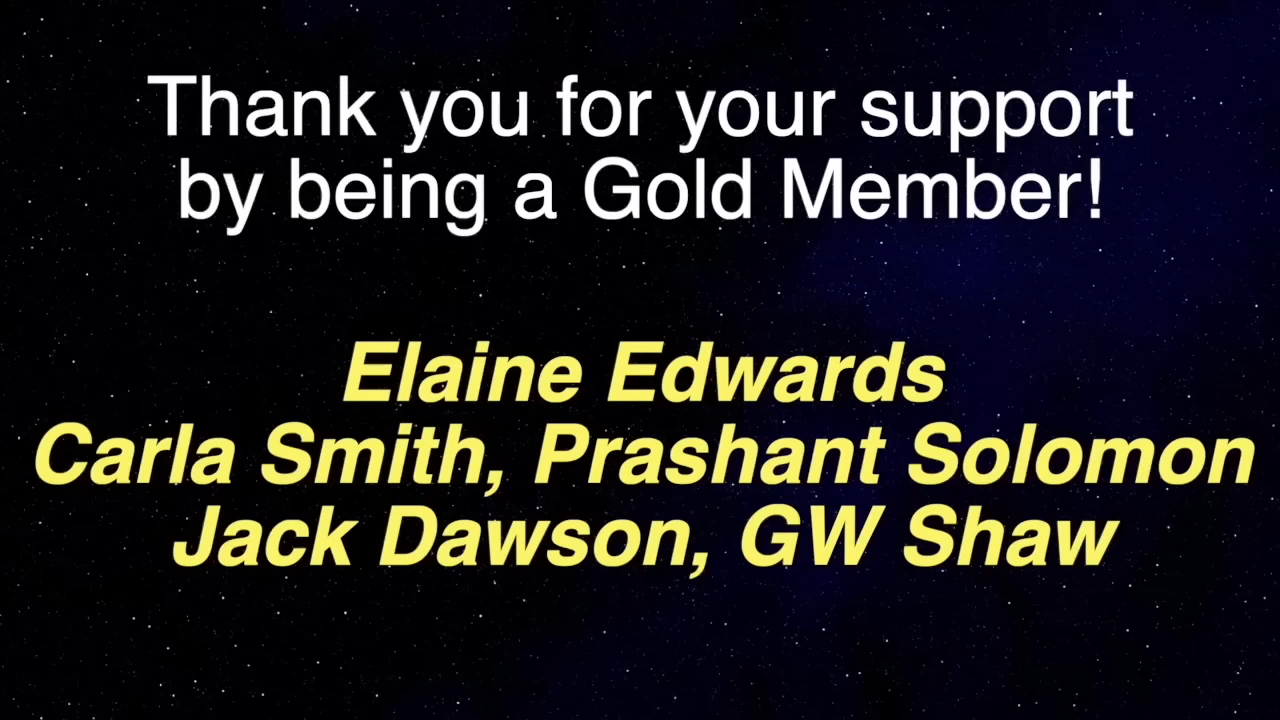 Thank you for your support
by being a Gold Member!
Elaine Edwards
Carla Smith, Prashant Solomon
Jack Dawson, GW Shaw